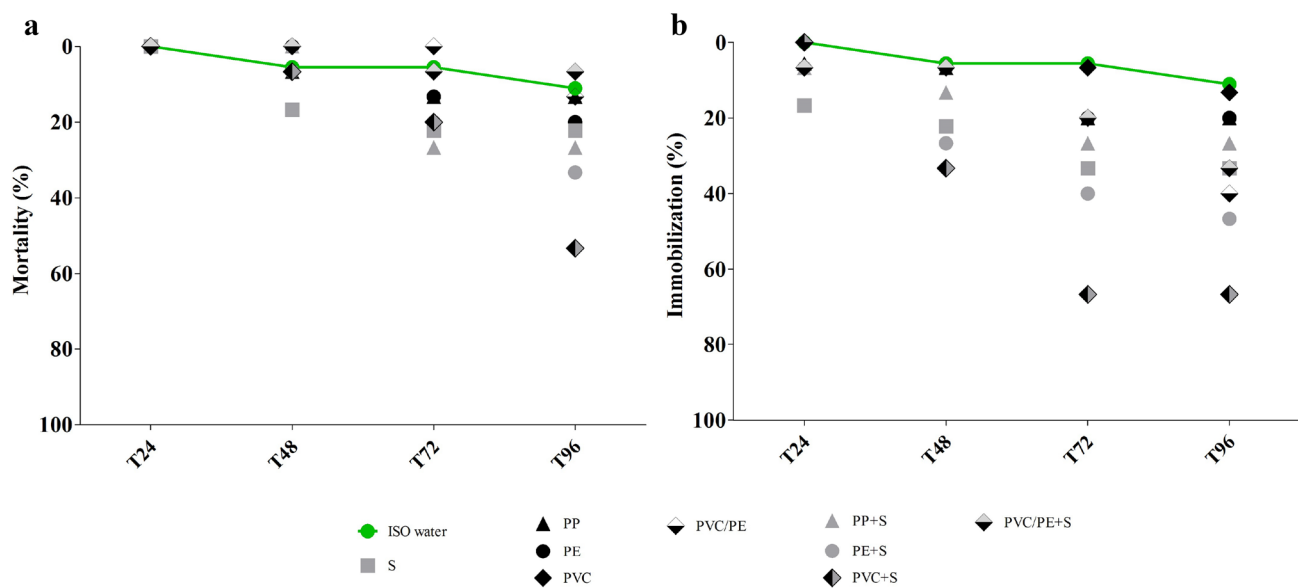 a
Mortality (%)
0
20
40
60
80
100
T24
T48
T72
T96
b
Immobilization (%)
0
20
40
60
80
100
T24
T48
T72
T96
ISO water
S
PP
PE
PVC
PVC/PE
PP+S
PE+S
PVC+S
PVC/PE+S